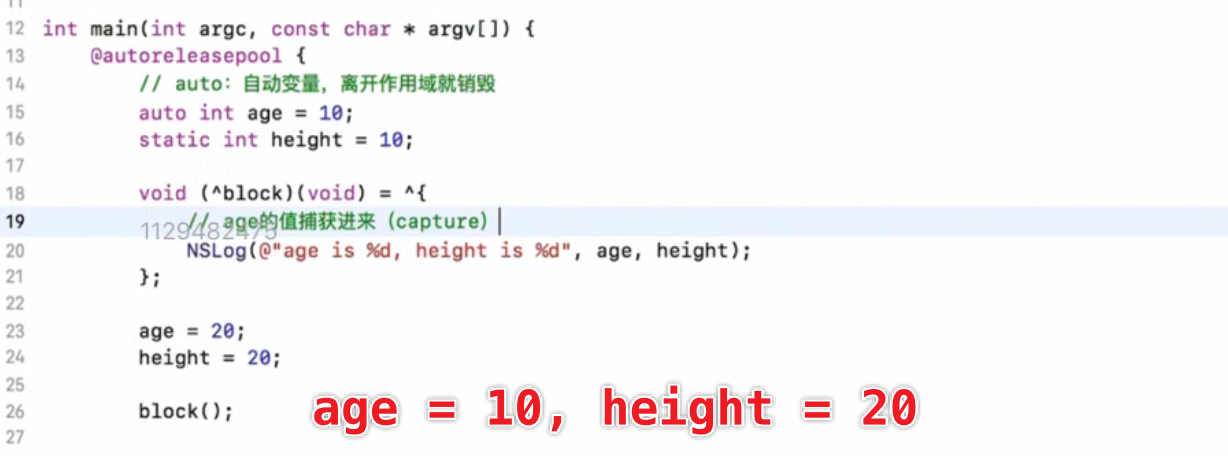 11
12 int main(int argc, const char * argv[]) {
13 @autoreleasepool {
14 // auto：自动变量，离开作用域就销毁
15 auto int age = 10;
16 static int height = 10;
17
18 void (^block)(void) = ^{
19 // age的值捕获进来（capture）
1129482475
20 NSLog(@"age is %d, height is %d", age, height);
21 };
22
23 age = 20;
24 height = 20;
25
26 block();
age = 10, height = 20
27